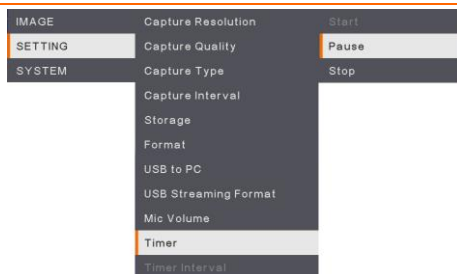 IMAGE
SETTING
SYSTEM
Capture Resolution
Capture Quality
Capture Type
Capture Interval
Storage
Format
USB to PC
USB Streaming Format
Mic Volume
Timer
Timer Interval
Start
Pause
Stop